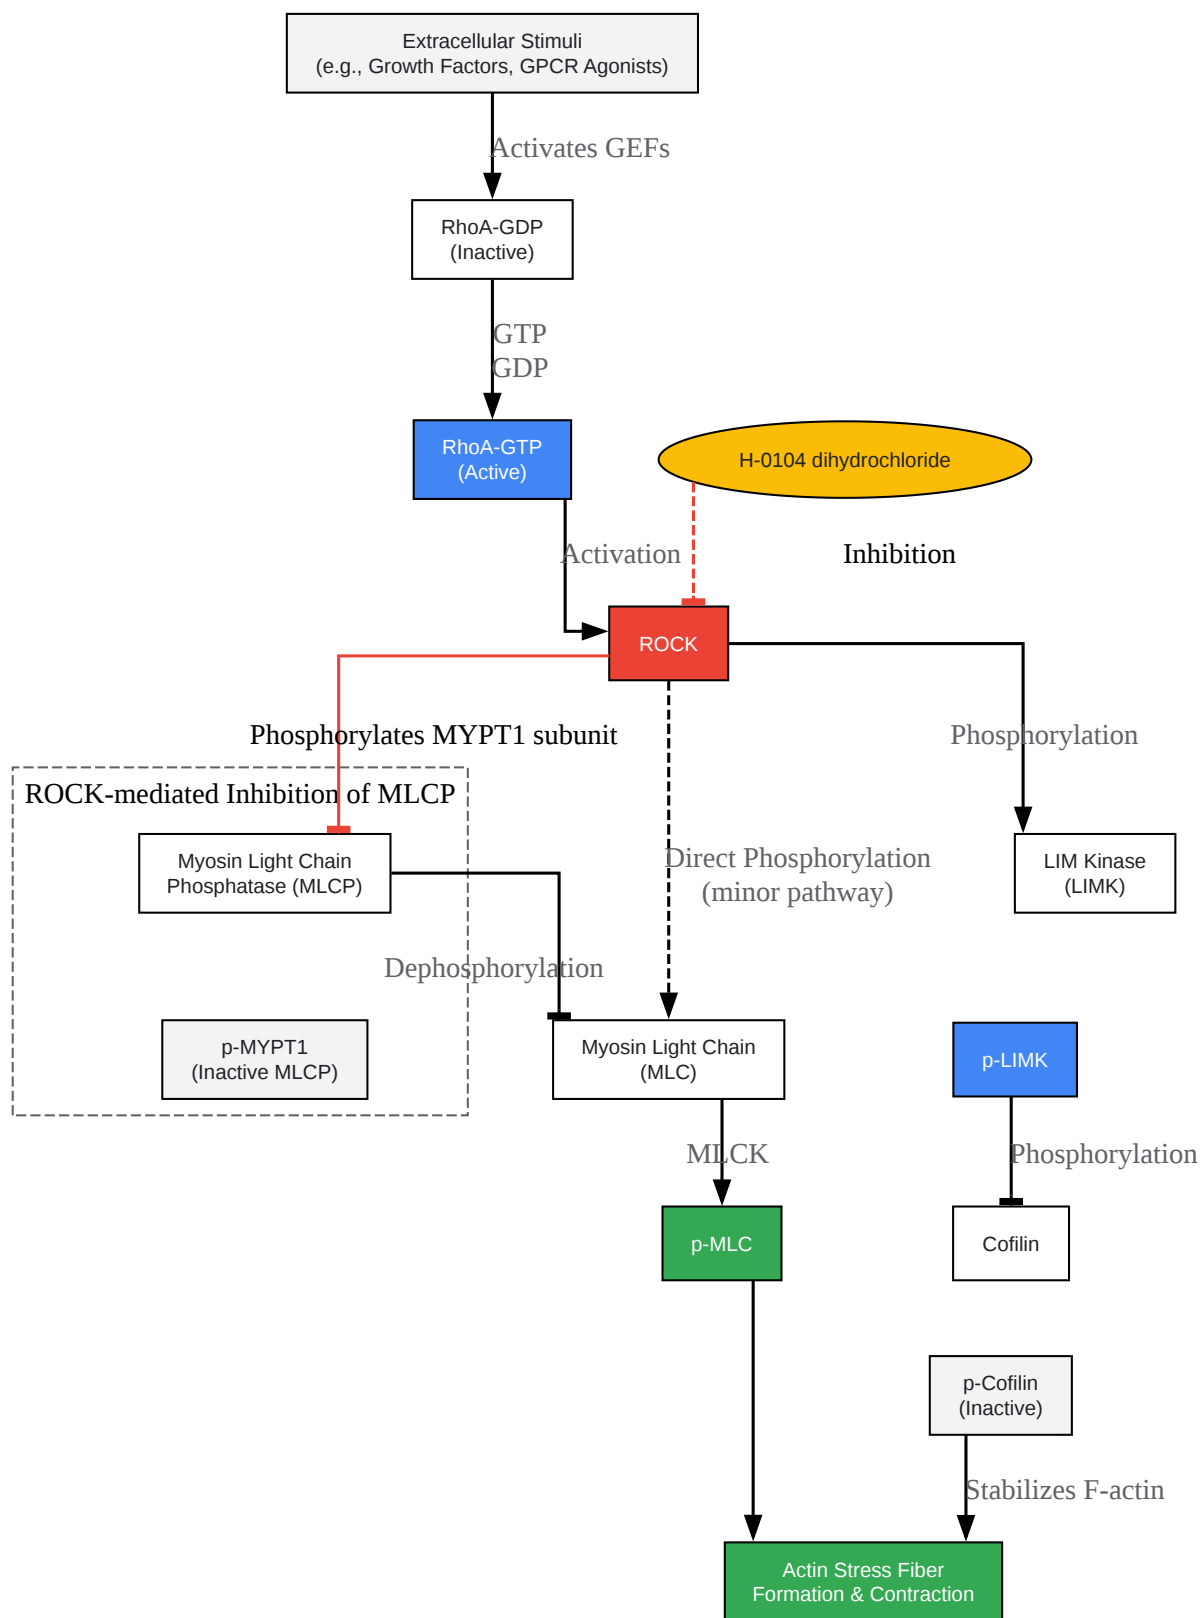 Extracellular Stimuli
(e.g., Growth Factors, GPCR Agonists)
Activates GEFs
RhoA-GDP
(Inactive)
GTP
GDP
RhoA-GTP
(Active)
H-0104 dihydrochloride
Activation
Inhibition
ROCK
Phosphorylates MYPT1 subunit
Phosphorylation
ROCK-mediated Inhibition of MLCP
Myosin Light Chain
Phosphatase (MLCP)
Direct Phosphorylation
(minor pathway)
LIM Kinase
(LIMK)
Dephosphorylation
p-MYPT1
(Inactive MLCP)
Myosin Light Chain
(MLC)
p-LIMK
MLCK
Phosphorylation
p-MLC
Cofilin
p-Cofilin
(Inactive)
Stabilizes F-actin
Actin Stress Fiber
Formation & Contraction